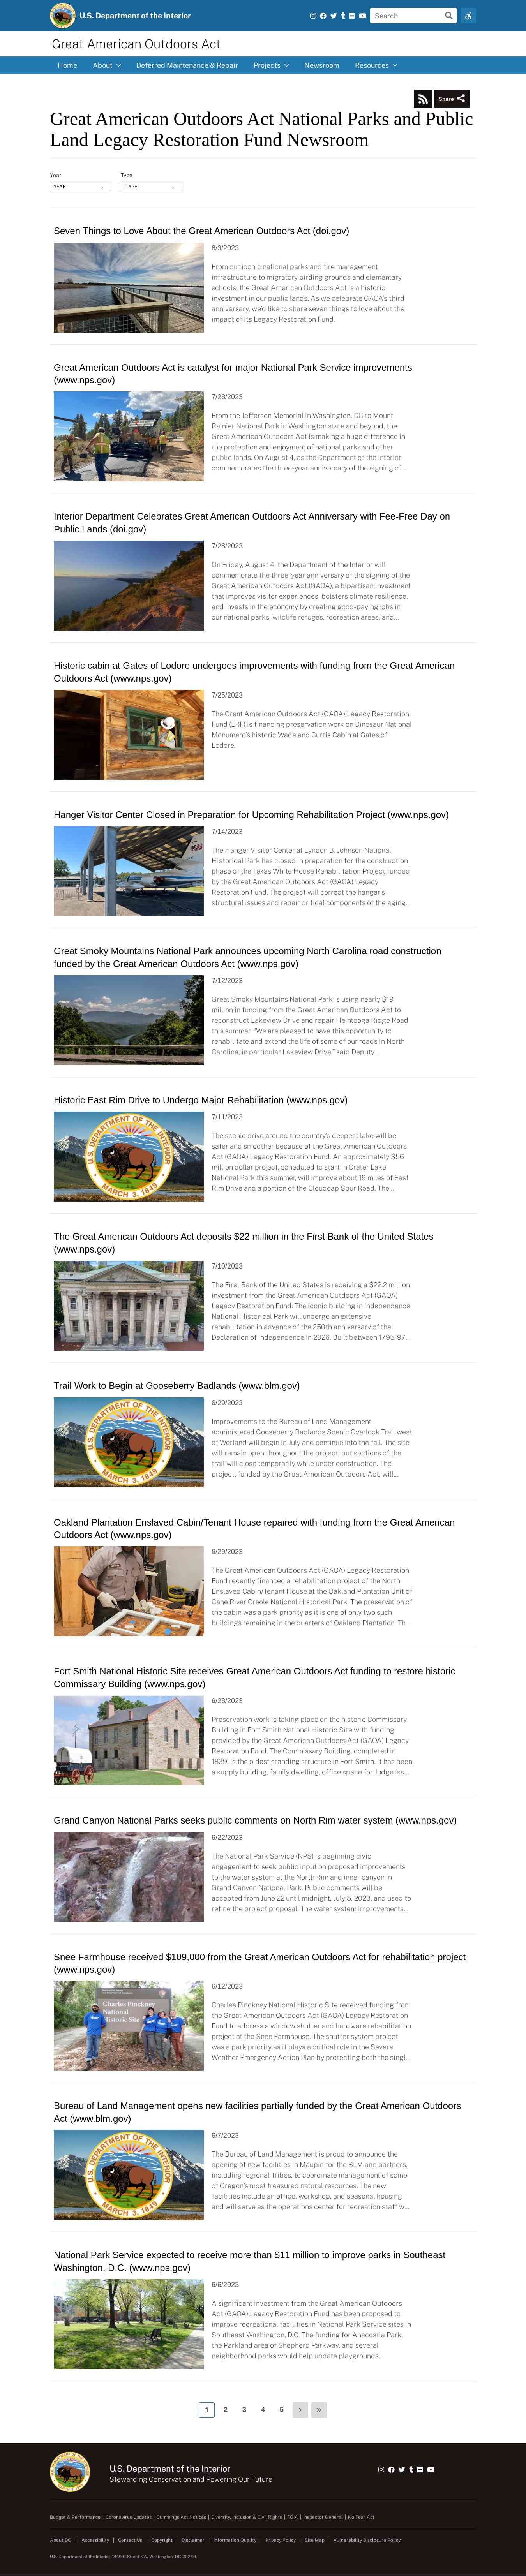 U.S. Department of the Interior
Search
Great American Outdoors Act
Home About Deferred Maintenance & Repair Projects Newsroom Resources
Share
Great American Outdoors Act National Parks and Public
Land Legacy Restoration Fund Newsroom
Year Type
-YEAR -TYPE-
Seven Things to Love About the Great American Outdoors Act (doi.gov)
8/3/2023
From our iconic national parks and fire management
infrastructure to migratory birding grounds and elementary
schools, the Great American Outdoors Act is a historic
investment in our public lands. As we celebrate GAOA's third
anniversary, we'd like to share seven things to love about the
impact of its Legacy Restoration Fund.
Great American Outdoors Act is catalyst for major National Park Service improvements
(www.nps.gov)
7/28/2023
From the Jefferson Memorial in Washington, DC to Mount
Rainier National Park in Washington state and beyond, the
Great American Outdoors Act is making a huge difference in
the protection and enjoyment of national parks and other
public lands. On August 4, as the Department of the Interior
commemorates the three-year anniversary of the signing of...
Interior Department Celebrates Great American Outdoors Act Anniversary with Fee-Free Day on
Public Lands (doi.gov)
7/28/2023
On Friday, August 4, the Department of the Interior will
commemorate the three-year anniversary of the signing of the
Great American Outdoors Act (GAOA), a bipartisan investment
that improves visitor experiences, bolsters climate resilience,
and invests in the economy by creating good-paying jobs in
our national parks, wildlife refuges, recreation areas, and...
Historic cabin at Gates of Lodore undergoes improvements with funding from the Great American
Outdoors Act (www.nps.gov)
7/25/2023
The Great American Outdoors Act (GAOA) Legacy Restoration
Fund (LRF) is financing preservation work on Dinosaur National
Monument's historic Wade and Curtis Cabin at Gates of
Lodore.
Hanger Visitor Center Closed in Preparation for Upcoming Rehabilitation Project (www.nps.gov)
7/14/2023
The Hanger Visitor Center at Lyndon B. Johnson National
Historical Park has closed in preparation for the construction
phase of the Texas White House Rehabilitation Project funded
by the Great American Outdoors Act (GAOA) Legacy
Restoration Fund. The project will correct the hangar's
structural issues and repair critical components of the aging...
Great Smoky Mountains National Park announces upcoming North Carolina road construction
funded by the Great American Outdoors Act (www.nps.gov)
7/12/2023
Great Smoky Mountains National Park is using nearly $19
million in funding from the Great American Outdoors Act to
reconstruct Lakeview Drive and repair Heintooga Ridge Road
this summer. "We are pleased to have this opportunity to
rehabilitate and extend the life of some of our roads in North
Carolina, in particular Lakeview Drive," said Deputy...
Historic East Rim Drive to Undergo Major Rehabilitation (www.nps.gov)
U.S. DEPARTMENT OF THE INTERIOR
MARCH 3, 1849
7/11/2023
The scenic drive around the country's deepest lake will be
safer and smoother because of the Great American Outdoors
Act (GAOA) Legacy Restoration Fund. An approximately $56
million dollar project, scheduled to start in Crater Lake
National Park this summer, will improve about 19 miles of East
Rim Drive and a portion of the Cloudcap Spur Road. The...
The Great American Outdoors Act deposits $22 million in the First Bank of the United States
(www.nps.gov)
7/10/2023
The First Bank of the United States is receiving a $22.2 million
investment from the Great American Outdoors Act (GAOA)
Legacy Restoration Fund. The iconic building in Independence
National Historical Park will undergo an extensive
rehabilitation in advance of the 250th anniversary of the
Declaration of Independence in 2026. Built between 1795-97...
Trail Work to Begin at Gooseberry Badlands (www.blm.gov)
U.S. DEPARTMENT OF THE INTERIOR
MARCH 3, 1849
6/29/2023
Improvements to the Bureau of Land Management-
administered Gooseberry Badlands Scenic Overlook Trail west
of Worland will begin in July and continue into the fall. The site
will remain open throughout the project, but sections of the
trail will close temporarily while under construction. The
project, funded by the Great American Outdoors Act, will...
Oakland Plantation Enslaved Cabin/Tenant House repaired with funding from the Great American
Outdoors Act (www.nps.gov)
6/29/2023
The Great American Outdoors Act (GAOA) Legacy Restoration
Fund recently financed a rehabilitation project of the North
Enslaved Cabin/Tenant House at the Oakland Plantation Unit of
Cane River Creole National Historical Park. The preservation of
the cabin was a park priority as is one of only two such
buildings remaining in the quarters of Oakland Plantation. Th...
Fort Smith National Historic Site receives Great American Outdoors Act funding to restore historic
Commissary Building (www.nps.gov)
6/28/2023
Preservation work is taking place on the historic Commissary
Building in Fort Smith National Historic Site with funding
provided by the Great American Outdoors Act (GAOA) Legacy
Restoration Fund. The Commissary Building, completed in
1839, is the oldest standing structure in Fort Smith. It has been
a supply building, family dwelling, office space for Judge Iss...
Grand Canyon National Parks seeks public comments on North Rim water system (www.nps.gov)
6/22/2023
The National Park Service (NPS) is beginning civic
engagement to seek public input on proposed improvements
to the water system at the North Rim and inner canyon in
Grand Canyon National Park. Public comments will be
accepted from June 22 until midnight, July 5, 2023, and used to
refine the project proposal. The water system improvements...
Snee Farmhouse received $109,000 from the Great American Outdoors Act for rehabilitation project
(www.nps.gov)
Charles Pinckney
National
Historic Site
6/12/2023
Charles Pinckney National Historic Site received funding from
the Great American Outdoors Act (GAOA) Legacy Restoration
Fund to address a window shutter and hardware rehabilitation
project at the Snee Farmhouse. The shutter system project
was a park priority as it plays a critical role in the Severe
Weather Emergency Action Plan by protecting both the singl...
Bureau of Land Management opens new facilities partially funded by the Great American Outdoors
Act (www.blm.gov)
U.S. DEPARTMENT OF THE INTERIOR
MARCH 3, 1849
6/7/2023
The Bureau of Land Management is proud to announce the
opening of new facilities in Maupin for the BLM and partners,
including regional Tribes, to coordinate management of some
of Oregon's most treasured natural resources. The new
facilities include an office, workshop, and seasonal housing
and will serve as the operations center for recreation staff w...
National Park Service expected to receive more than $11 million to improve parks in Southeast
Washington, D.C. (www.nps.gov)
6/6/2023
A significant investment from the Great American Outdoors
Act (GAOA) Legacy Restoration Fund has been proposed to
improve recreational facilities in National Park Service sites in
Southeast Washington, D.C. The funding for Anacostia Park,
the Parkland area of Shepherd Parkway, and several
neighborhood parks would help update playgrounds,...
1 2 3 4 5 › »
U.S. Department of the Interior
Stewarding Conservation and Powering Our Future
Budget & Performance | Coronavirus Updates | Cummings Act Notices | Diversity, Inclusion & Civil Rights | FOIA | Inspector General | No Fear Act
About DOI | Accessibility | Contact Us | Copyright | Disclaimer | Information Quality | Privacy Policy | Site Map | Vulnerability Disclosure Policy
U.S. Department of the Interior, 1849 C Street NW, Washington, DC 20240.